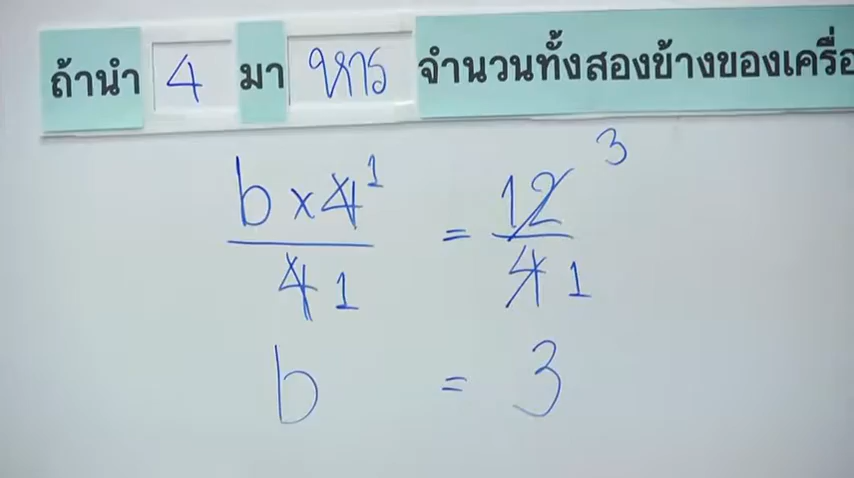 ถ้านำ 4 มา หาร จำนวนทั้งสองข้างของเครื่อ
b × 4 1 = 12 3
4 1 4 1
b = 3